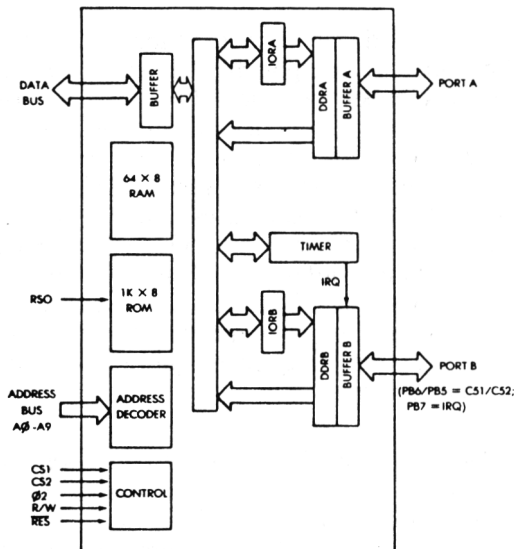 DATA
BUS
BUFFER
IORA
DDRA
BUFFER A
PORT A
64 × 8
RAM
TIMER
IRQ
RSO
1K × 8
ROM
IORB
DDRB
BUFFER B
PORT B
(PB6/PB5 = C51/C52;
PB7 = IRQ)
ADDRESS
BUS
AØ-A9
ADDRESS
DECODER
CS1
CS2
Ø2
R/W
RES
CONTROL